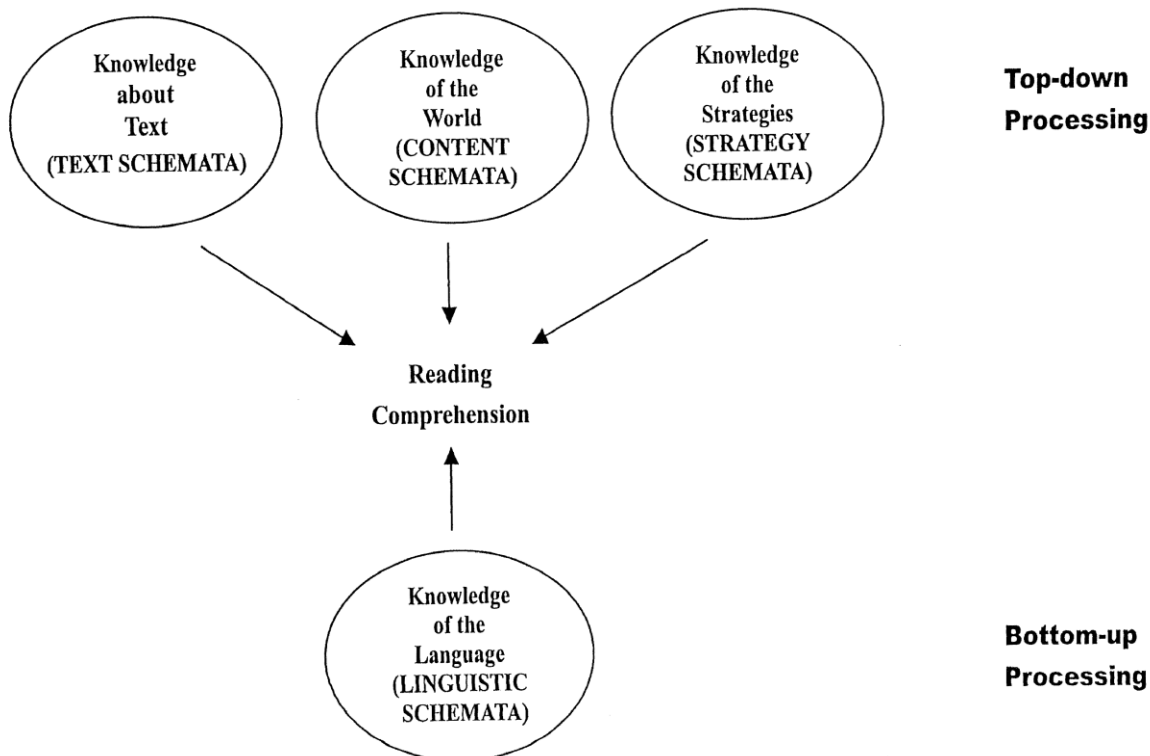 Knowledge
about
Text
(TEXT SCHEMATA)
Knowledge
of the
World
(CONTENT
SCHEMATA)
Knowledge
of the
Strategies
(STRATEGY
SCHEMATA)
Top-down
Processing
Reading
Comprehension
Knowledge
of the
Language
(LINGUISTIC
SCHEMATA)
Bottom-up
Processing